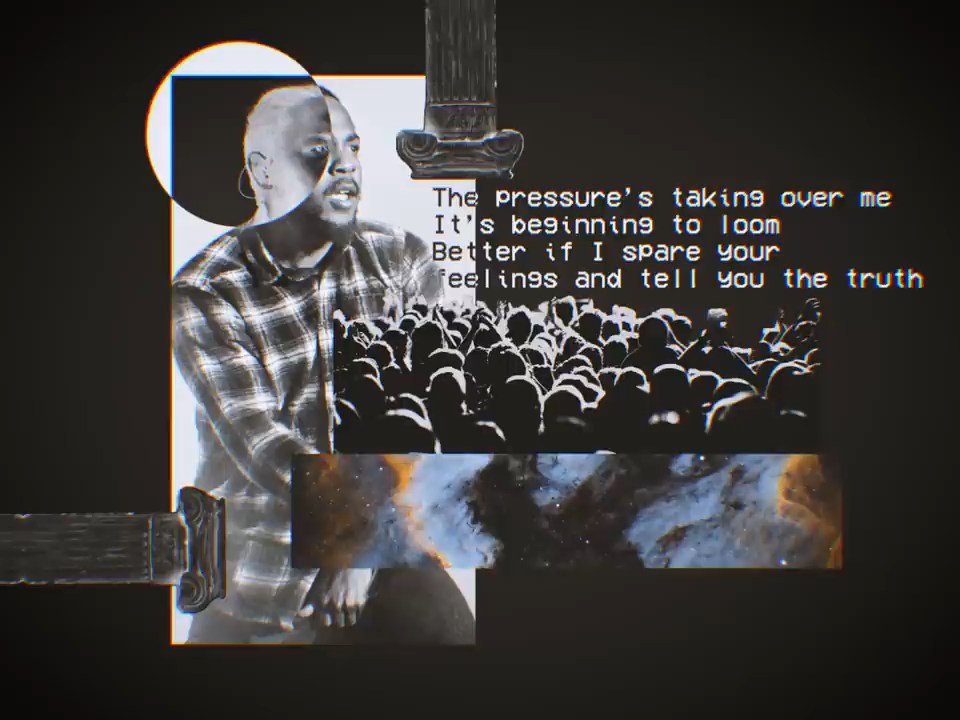 The pressure's taking over me
It's beginning to loom
Better if I spare your
feelings and tell you the truth